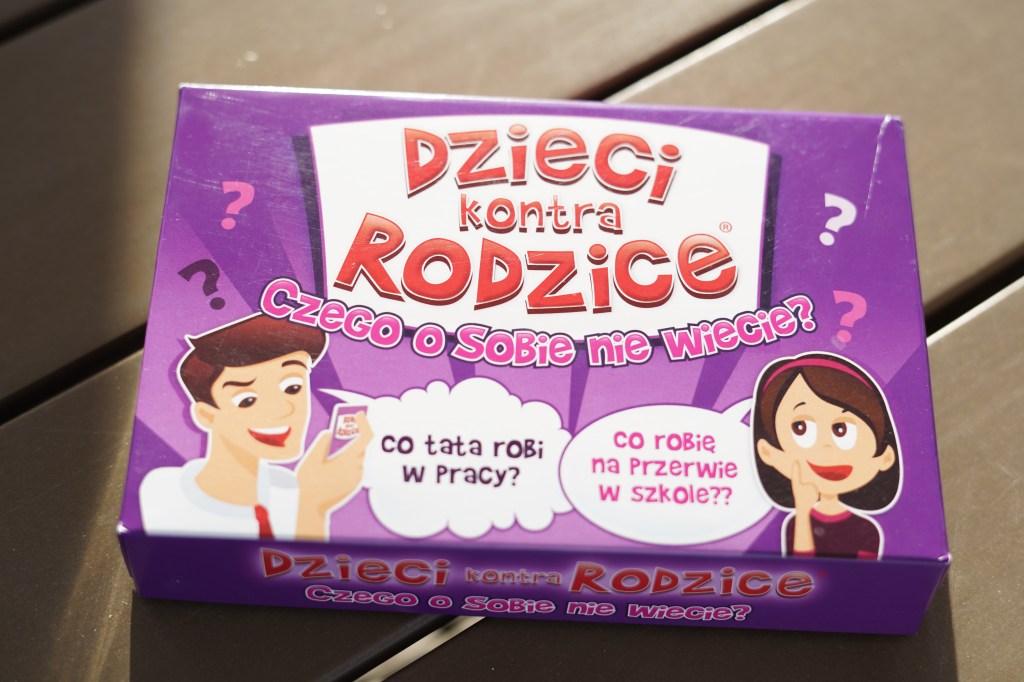 Dzieci
kontra
Rodzice®
Czego o sobie nie wiecie?
co tata robi
w pracy?
co robię
na przerwie
w szkole??
Dzieci kontra Rodzice
Czego o sobie nie wiecie?